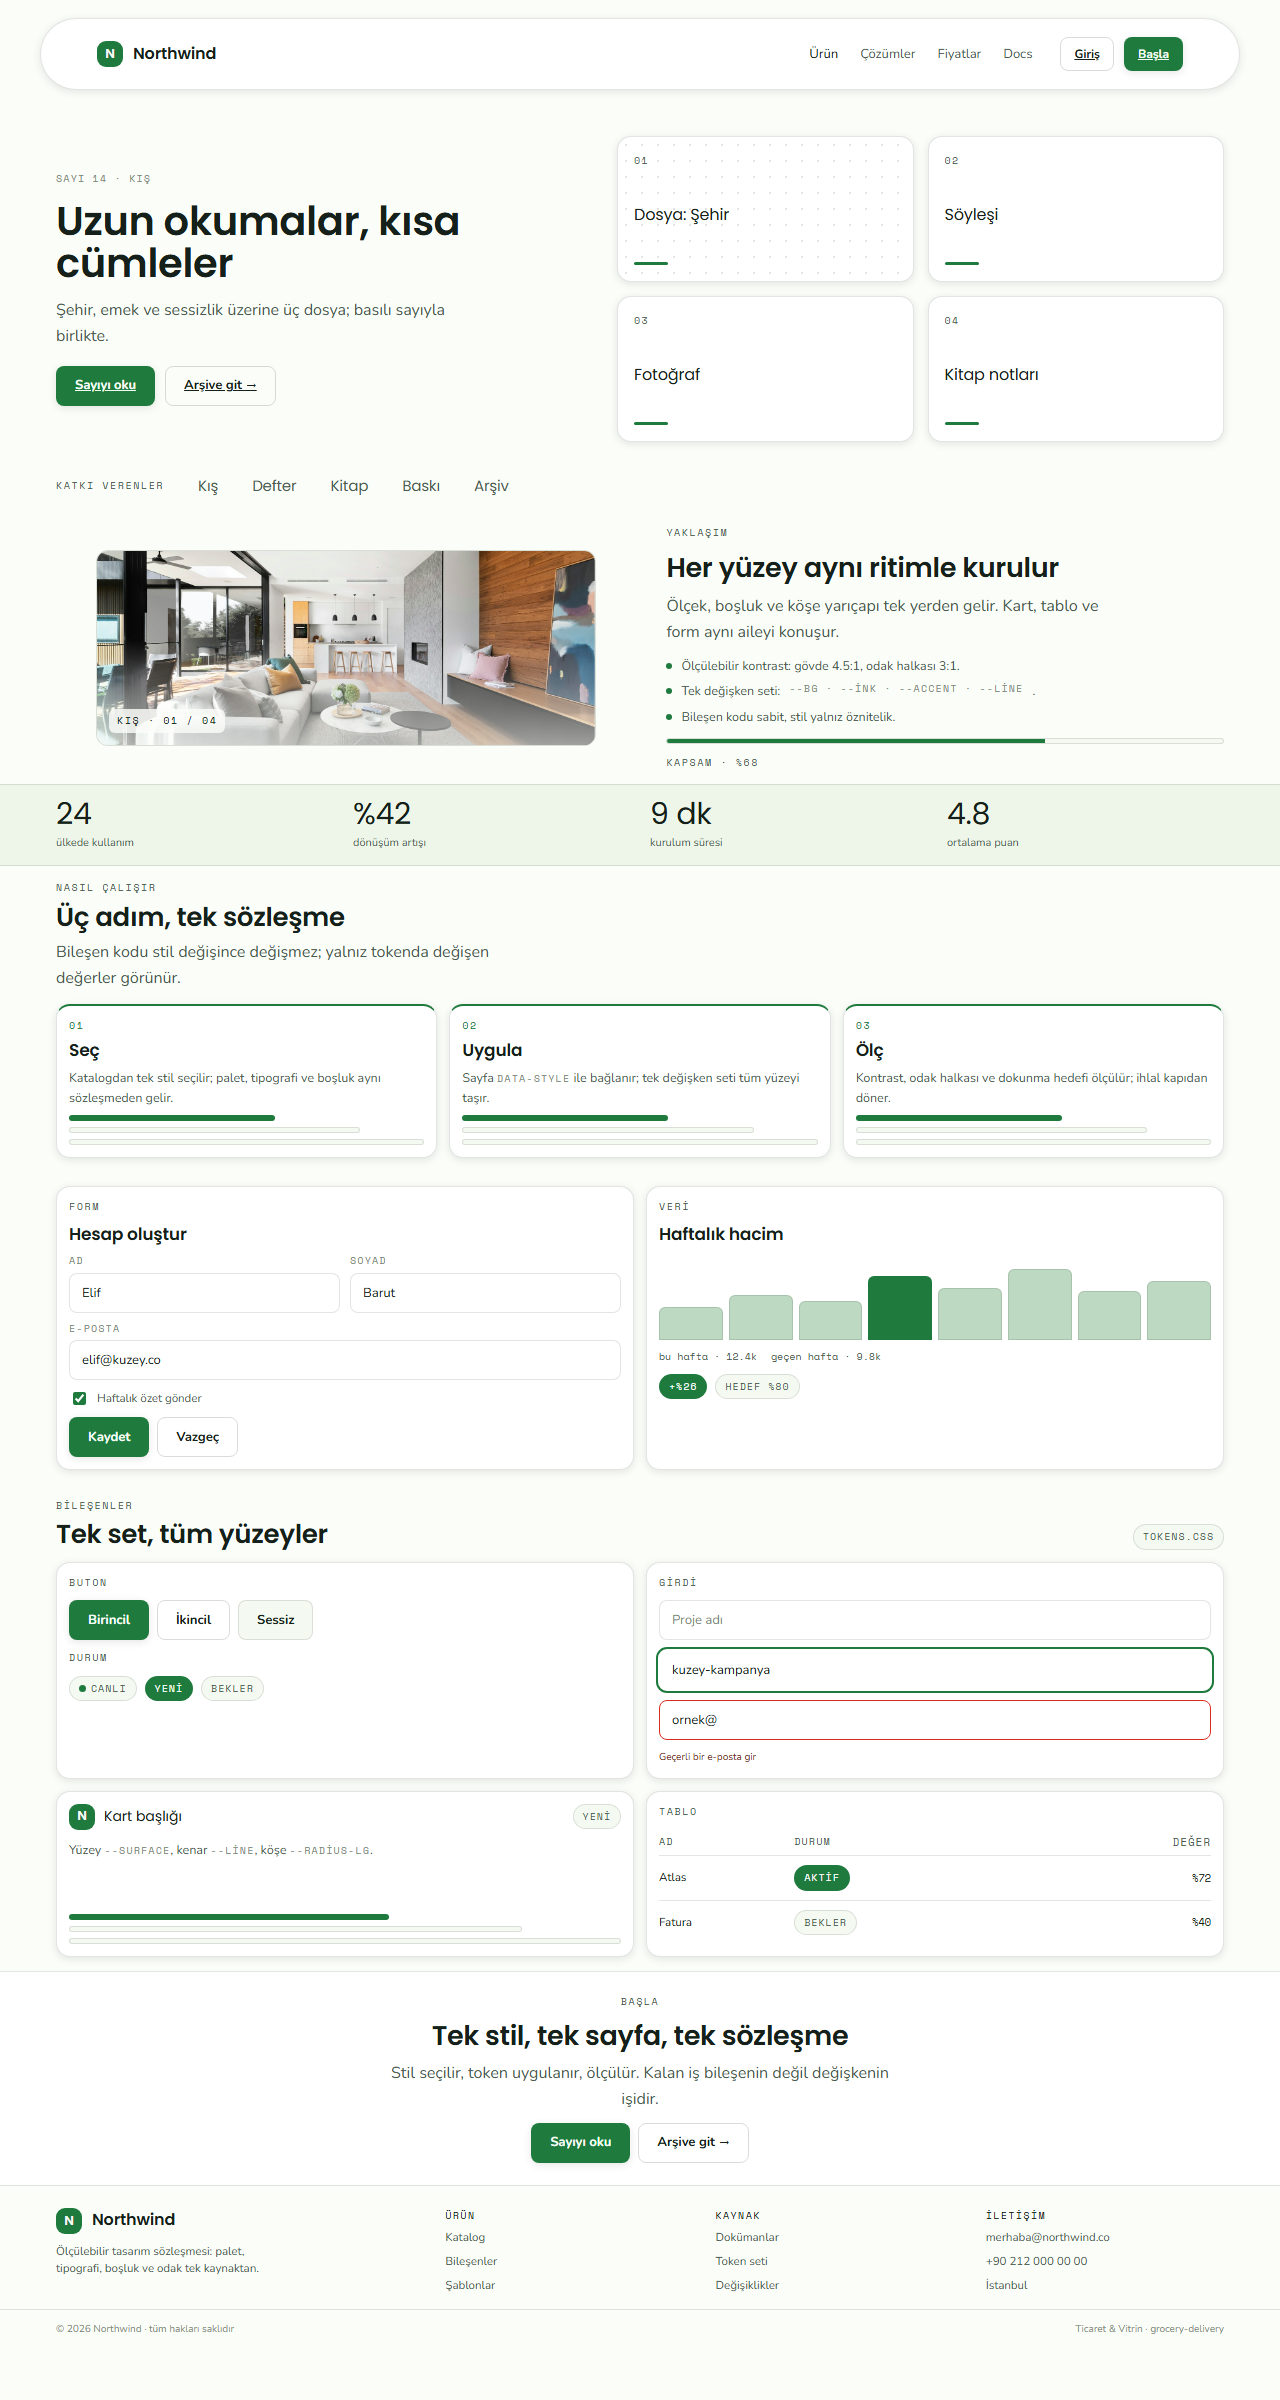 N Northwind
Ürün Çözümler Fiyatlar Docs Giriş Başla
SAYI 14 · KIŞ
Uzun okumalar, kısa
cümleler
Şehir, emek ve sessizlik üzerine üç dosya; basılı sayıyla
birlikte.
Sayıyı oku Arşive git →
01
Dosya: Şehir
02
Söyleşi
03
Fotoğraf
04
Kitap notları
KATKI VERENLER Kış Defter Kitap Baskı Arşiv
KIŞ · 01 / 04
YAKLAŞIM
Her yüzey aynı ritimle kurulur
Ölçek, boşluk ve köşe yarıçapı tek yerden gelir. Kart, tablo ve
form aynı aileyi konuşur.
Ölçülebilir kontrast: gövde 4.5:1, odak halkası 3:1.
Tek değişken seti: --BG · --İNK · --ACCENT · --LİNE .
Bileşen kodu sabit, stil yalnız öznitelik.
KAPSAM · %68
24
ülkede kullanım
%42
dönüşüm artışı
9 dk
kurulum süresi
4.8
ortalama puan
NASIL ÇALIŞIR
Üç adım, tek sözleşme
Bileşen kodu stil değişince değişmez; yalnız tokenda değişen
değerler görünür.
01
Seç
Katalogdan tek stil seçilir; palet, tipografi ve boşluk aynı
sözleşmeden gelir.
02
Uygula
Sayfa DATA-STYLE ile bağlanır; tek değişken seti tüm yüzeyi
taşır.
03
Ölç
Kontrast, odak halkası ve dokunma hedefi ölçülür; ihlal kapıdan
döner.
FORM
Hesap oluştur
AD SOYAD
Elif Barut
E-POSTA
elif@kuzey.co
Haftalık özet gönder
Kaydet Vazgeç
VERİ
Haftalık hacim
bu hafta · 12.4k geçen hafta · 9.8k
+%26 HEDEF %80
BİLEŞENLER
Tek set, tüm yüzeyler
TOKENS.CSS
BUTON
Birincil İkincil Sessiz
DURUM
CANLI YENİ BEKLER
GİRDİ
Proje adı
kuzey-kampanya
ornek@
Geçerli bir e-posta gir
N Kart başlığı YENİ
Yüzey --SURFACE, kenar --LİNE, köşe --RADİUS-LG.
TABLO
AD DURUM DEĞER
Atlas AKTİF %72
Fatura BEKLER %40
BAŞLA
Tek stil, tek sayfa, tek sözleşme
Stil seçilir, token uygulanır, ölçülür. Kalan iş bileşenin değil değişkenin
işidir.
Sayıyı oku Arşive git →
N Northwind
Ölçülebilir tasarım sözleşmesi: palet,
tipografi, boşluk ve odak tek kaynaktan.
ÜRÜN
Katalog
Bileşenler
Şablonlar
KAYNAK
Dokümanlar
Token seti
Değişiklikler
İLETİŞİM
merhaba@northwind.co
+90 212 000 00 00
İstanbul
© 2026 Northwind · tüm hakları saklıdır
Ticaret & Vitrin · grocery-delivery